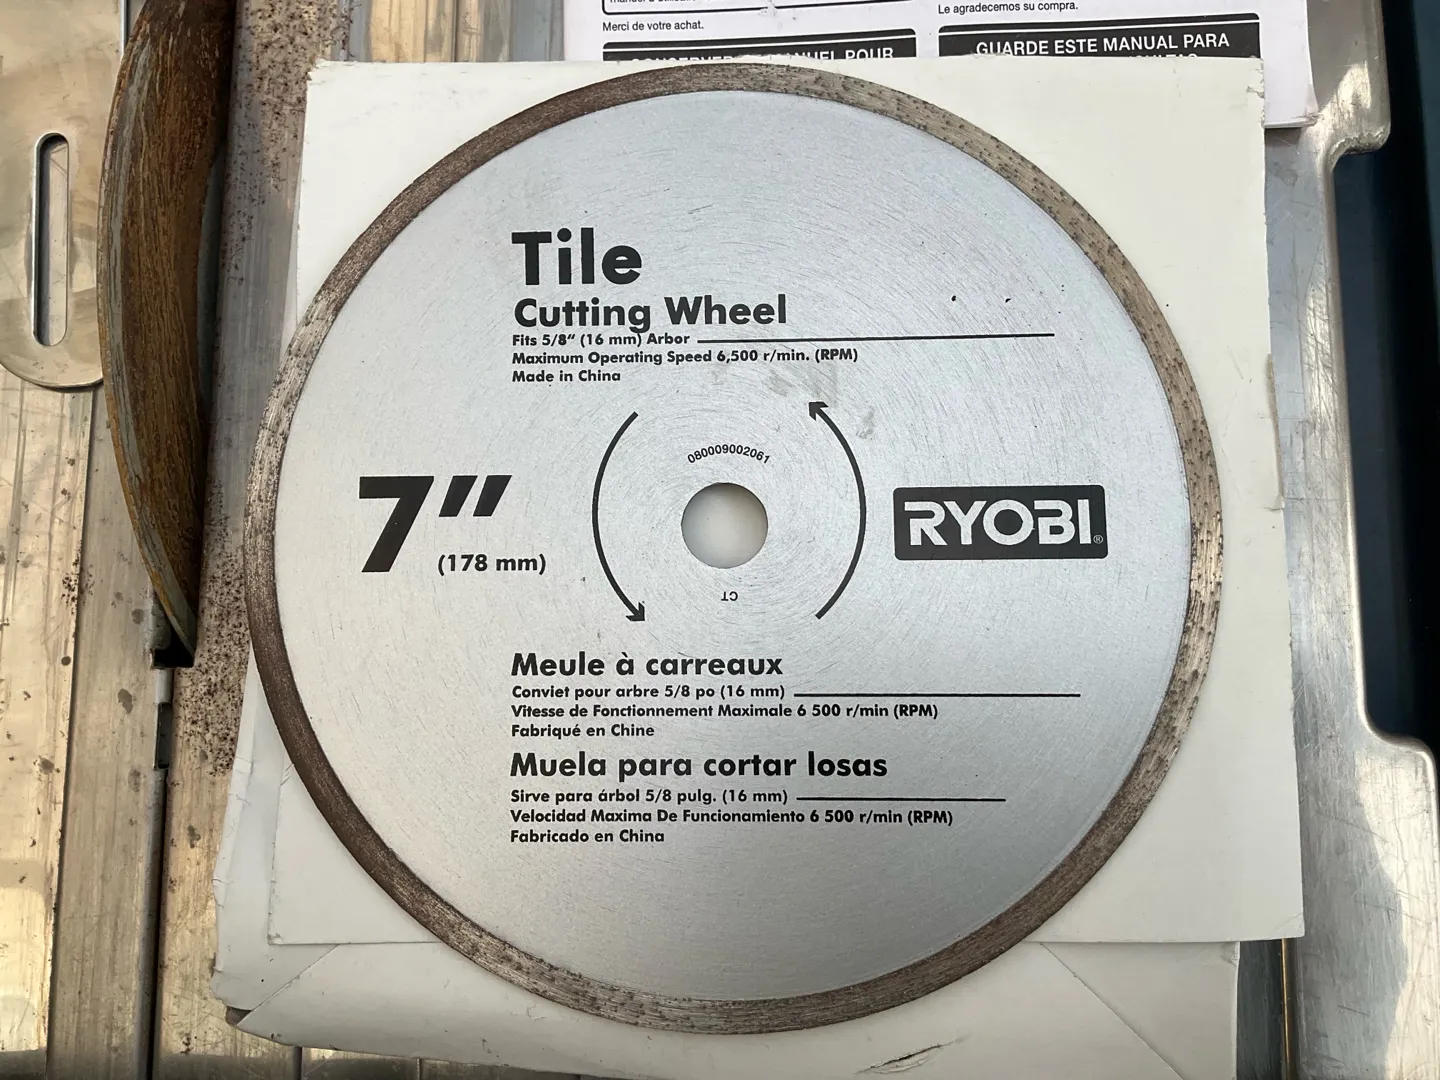 Merci de votre achat.
Le agradecemos su compra.
GUARDE ESTE MANUAL PARA
Tile
Cutting Wheel
Fits 5/8" (16 mm) Arbor
Maximum Operating Speed 6,500 r/min. (RPM)
Made in China
080009002061
7"
(178 mm)
RYOBI®
CT
Meule à carreaux
Conviet pour arbre 5/8 po (16 mm)
Vitesse de Fonctionnement Maximale 6 500 r/min (RPM)
Fabriqué en Chine
Muela para cortar losas
Sirve para árbol 5/8 pulg. (16 mm)
Velocidad Maxima De Funcionamiento 6 500 r/min (RPM)
Fabricado en China